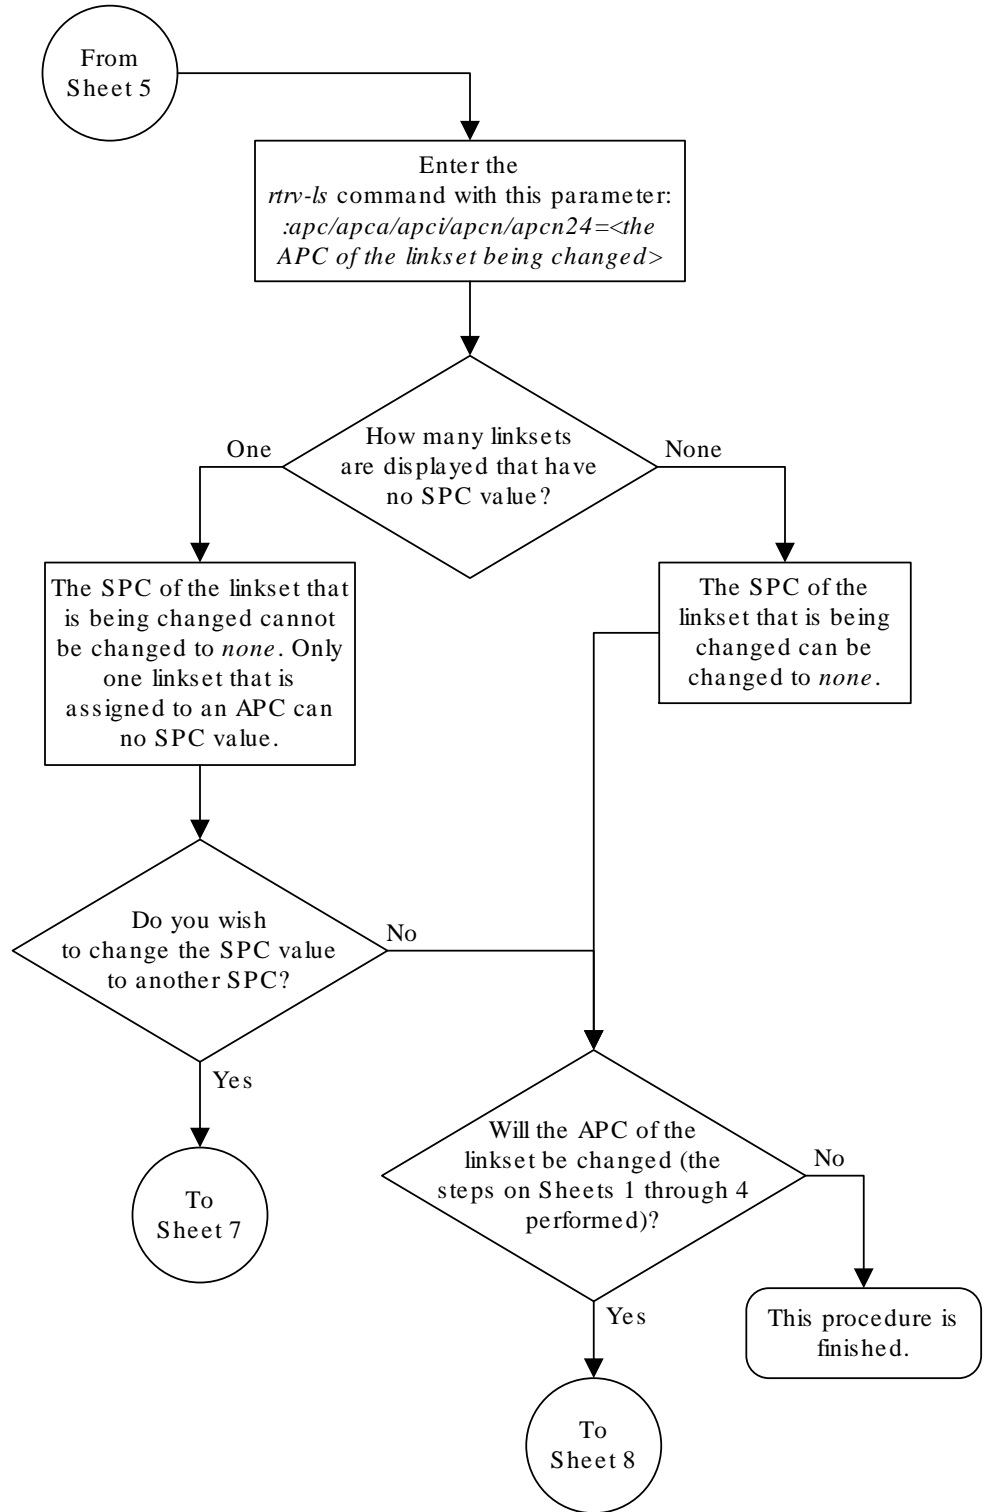 From
Sheet 5
Enter the
rtrv-ls command with this parameter:
:apc/apca/apci/apcn/apcn24=<the
APC of the linkset being changed>
How many linksets
are displayed that have
no SPC value?
One
None
The SPC of the linkset that
is being changed cannot
be changed to none. Only
one linkset that is
assigned to an APC can
no SPC value.
The SPC of the
linkset that is being
changed can be
changed to none.
Do you wish
to change the SPC value
to another SPC?
No
Yes
To
Sheet 7
Will the APC of the
linkset be changed (the
steps on Sheets 1 through 4
performed)?
No
Yes
This procedure is
finished.
To
Sheet 8